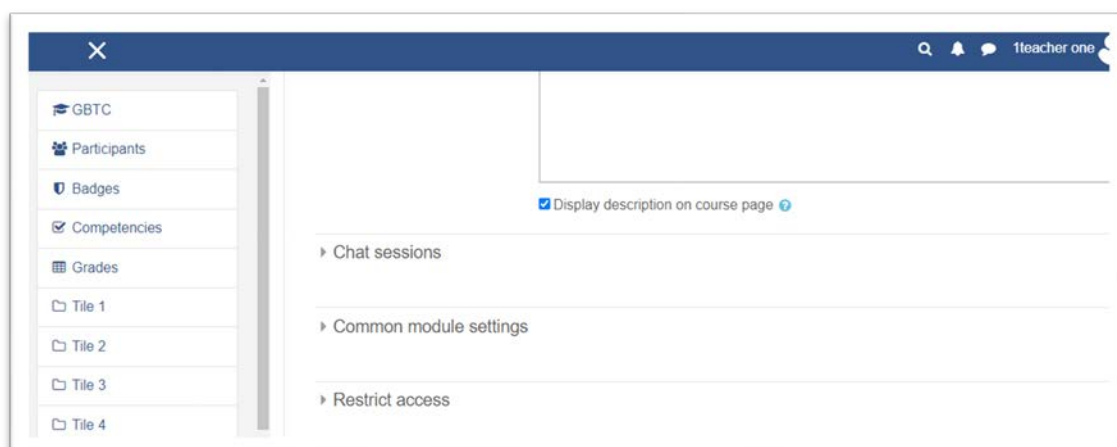 1teacher one
GBTC
Participants
Badges
Competencies
Grades
Tile 1
Tile 2
Tile 3
Tile 4
Display description on course page
Chat sessions
Common module settings
Restrict access